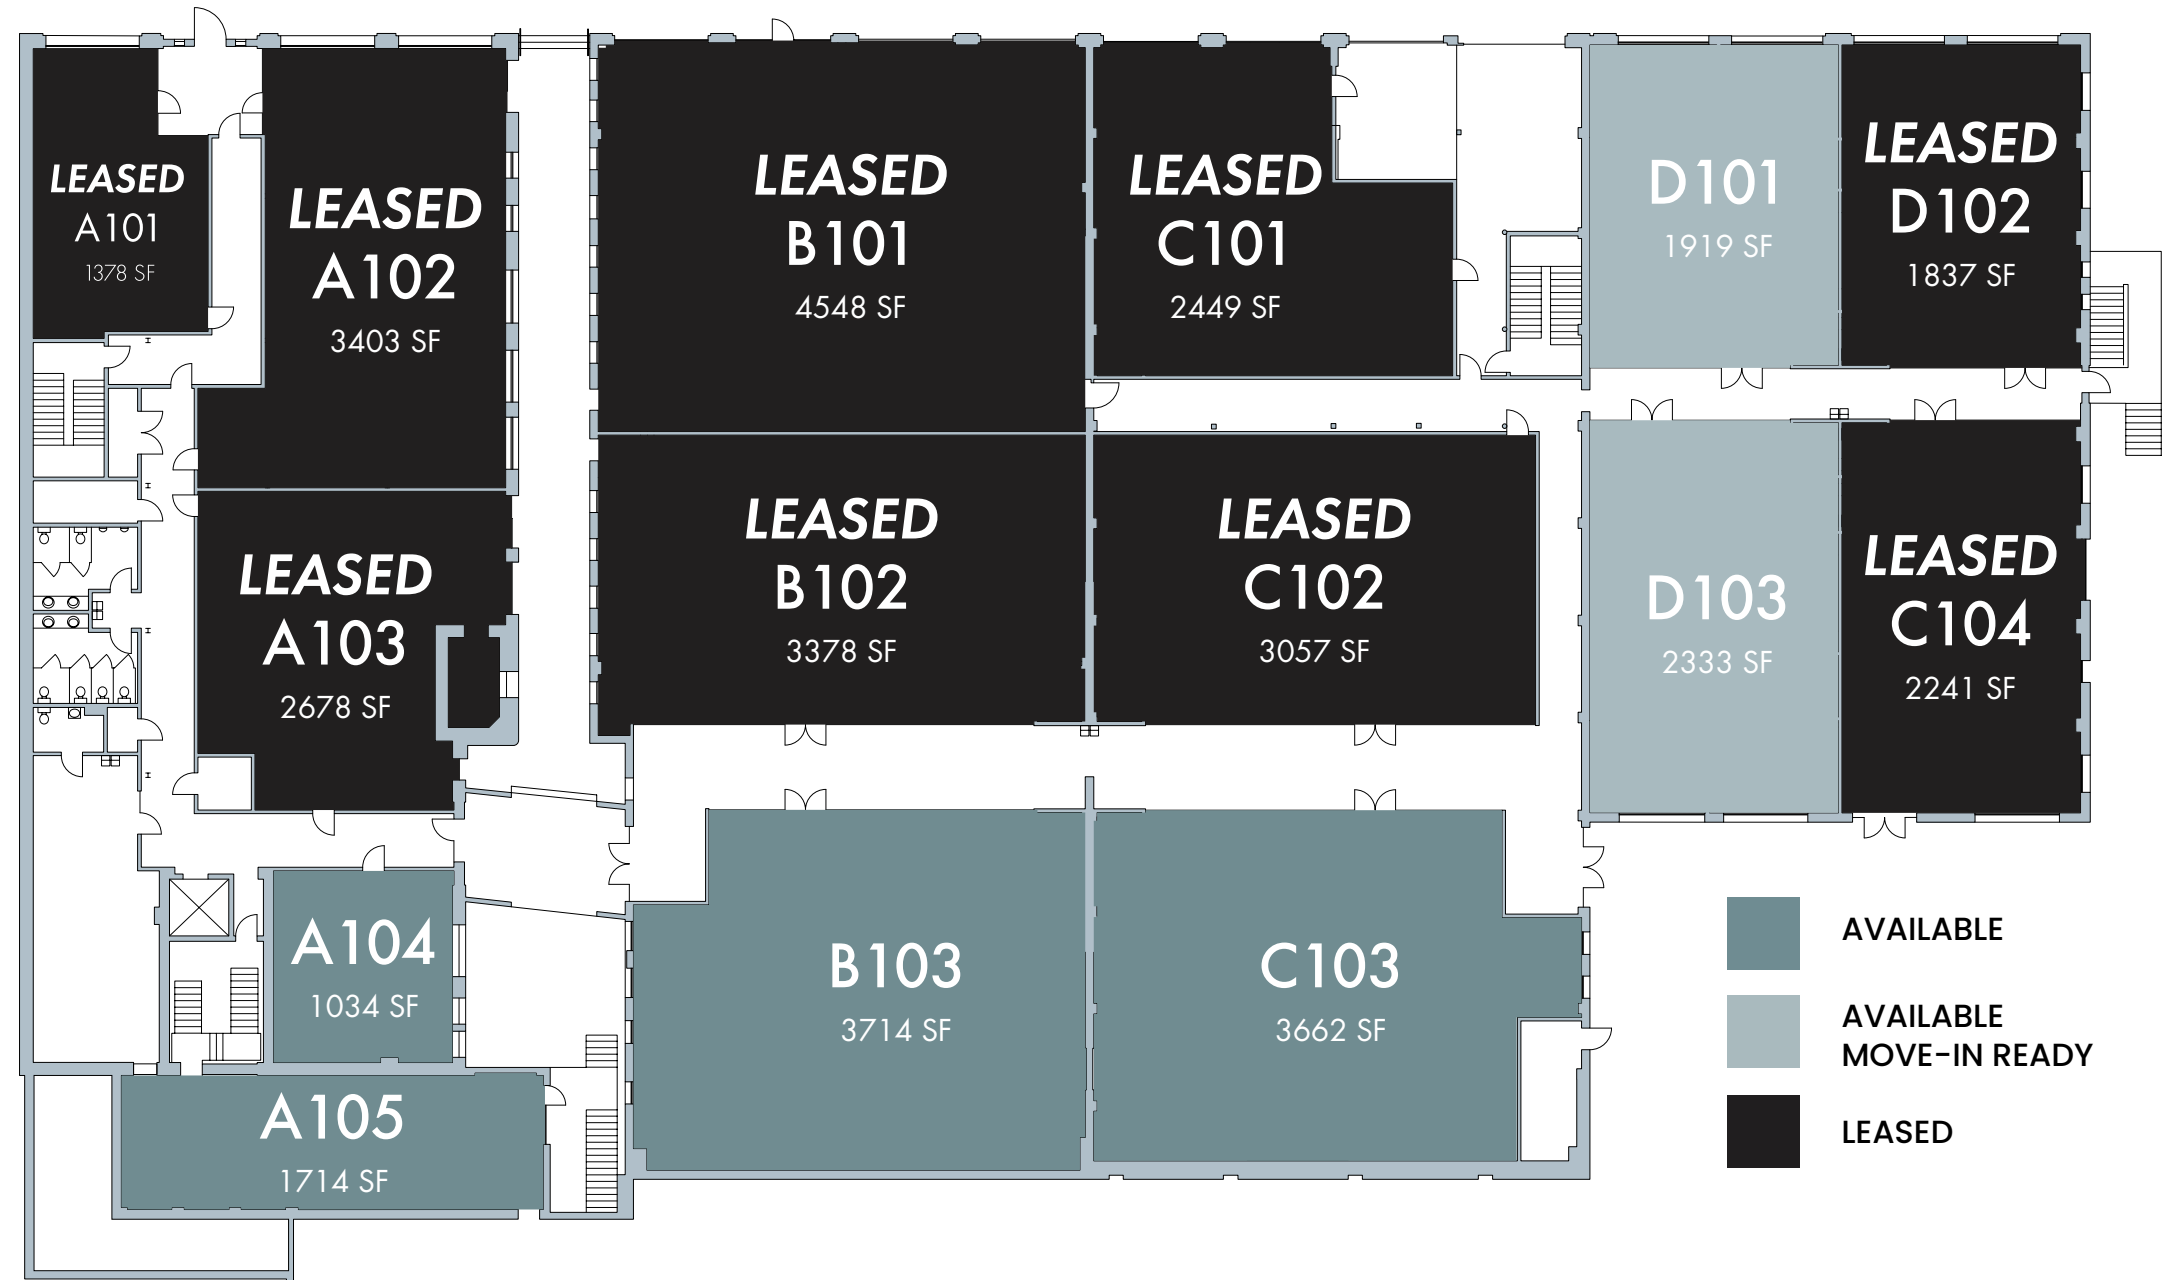 LEASED
A101
1378 SF
LEASED
A102
3403 SF
LEASED
B101
4548 SF
LEASED
C101
2449 SF
D101
1919 SF
LEASED
D102
1837 SF
LEASED
A103
2678 SF
LEASED
B102
3378 SF
LEASED
C102
3057 SF
D103
2333 SF
LEASED
C104
2241 SF
A104
1034 SF
B103
3714 SF
C103
3662 SF
A105
1714 SF
AVAILABLE
AVAILABLE
MOVE-IN READY
LEASED